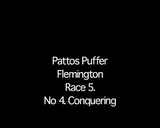 Pattos Puffer
Flemington
Race 5.
No 4. Conquering